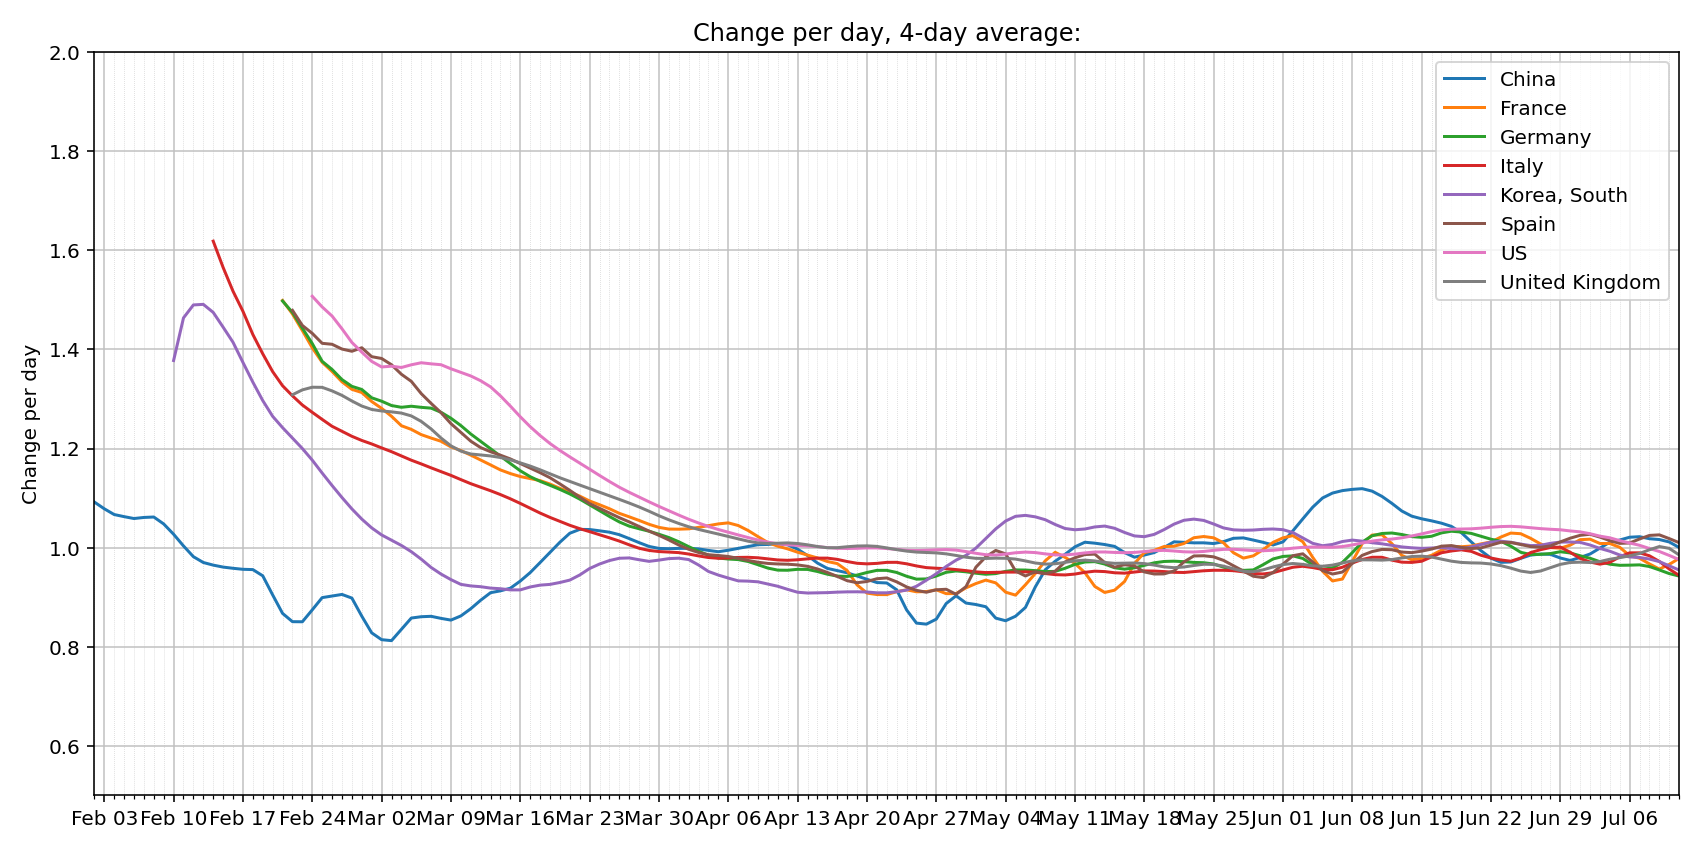 Change per day, 4-day average:
2.0
1.8
1.6
1.4
1.2
1.0
0.8
0.6
Change per day
China
France
Germany
Italy
Korea, South
Spain
US
United Kingdom
Feb 03 Feb 10 Feb 17 Feb 24 Mar 02 Mar 09 Mar 16 Mar 23 Mar 30 Apr 06 Apr 13 Apr 20 Apr 27 May 04 May 11 May 18 May 25 Jun 01 Jun 08 Jun 15 Jun 22 Jun 29 Jul 06